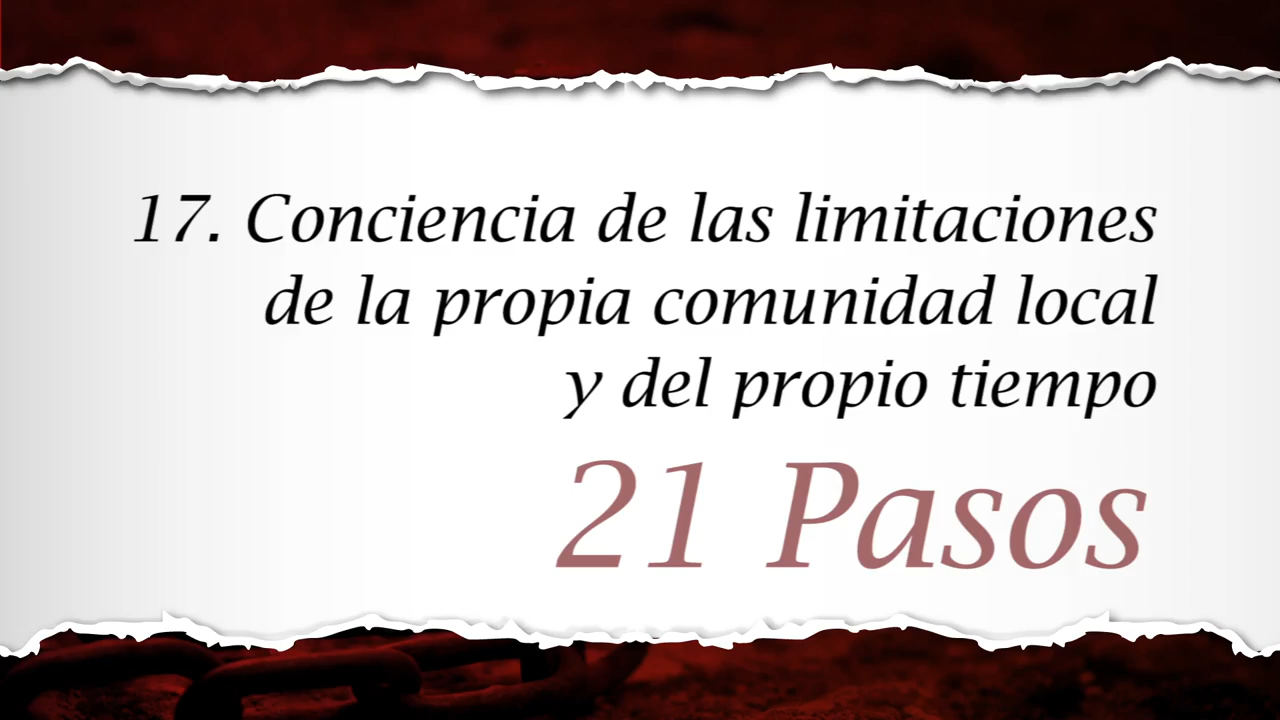 17. Conciencia de las limitaciones
de la propia comunidad local
y del propio tiempo
21 Pasos